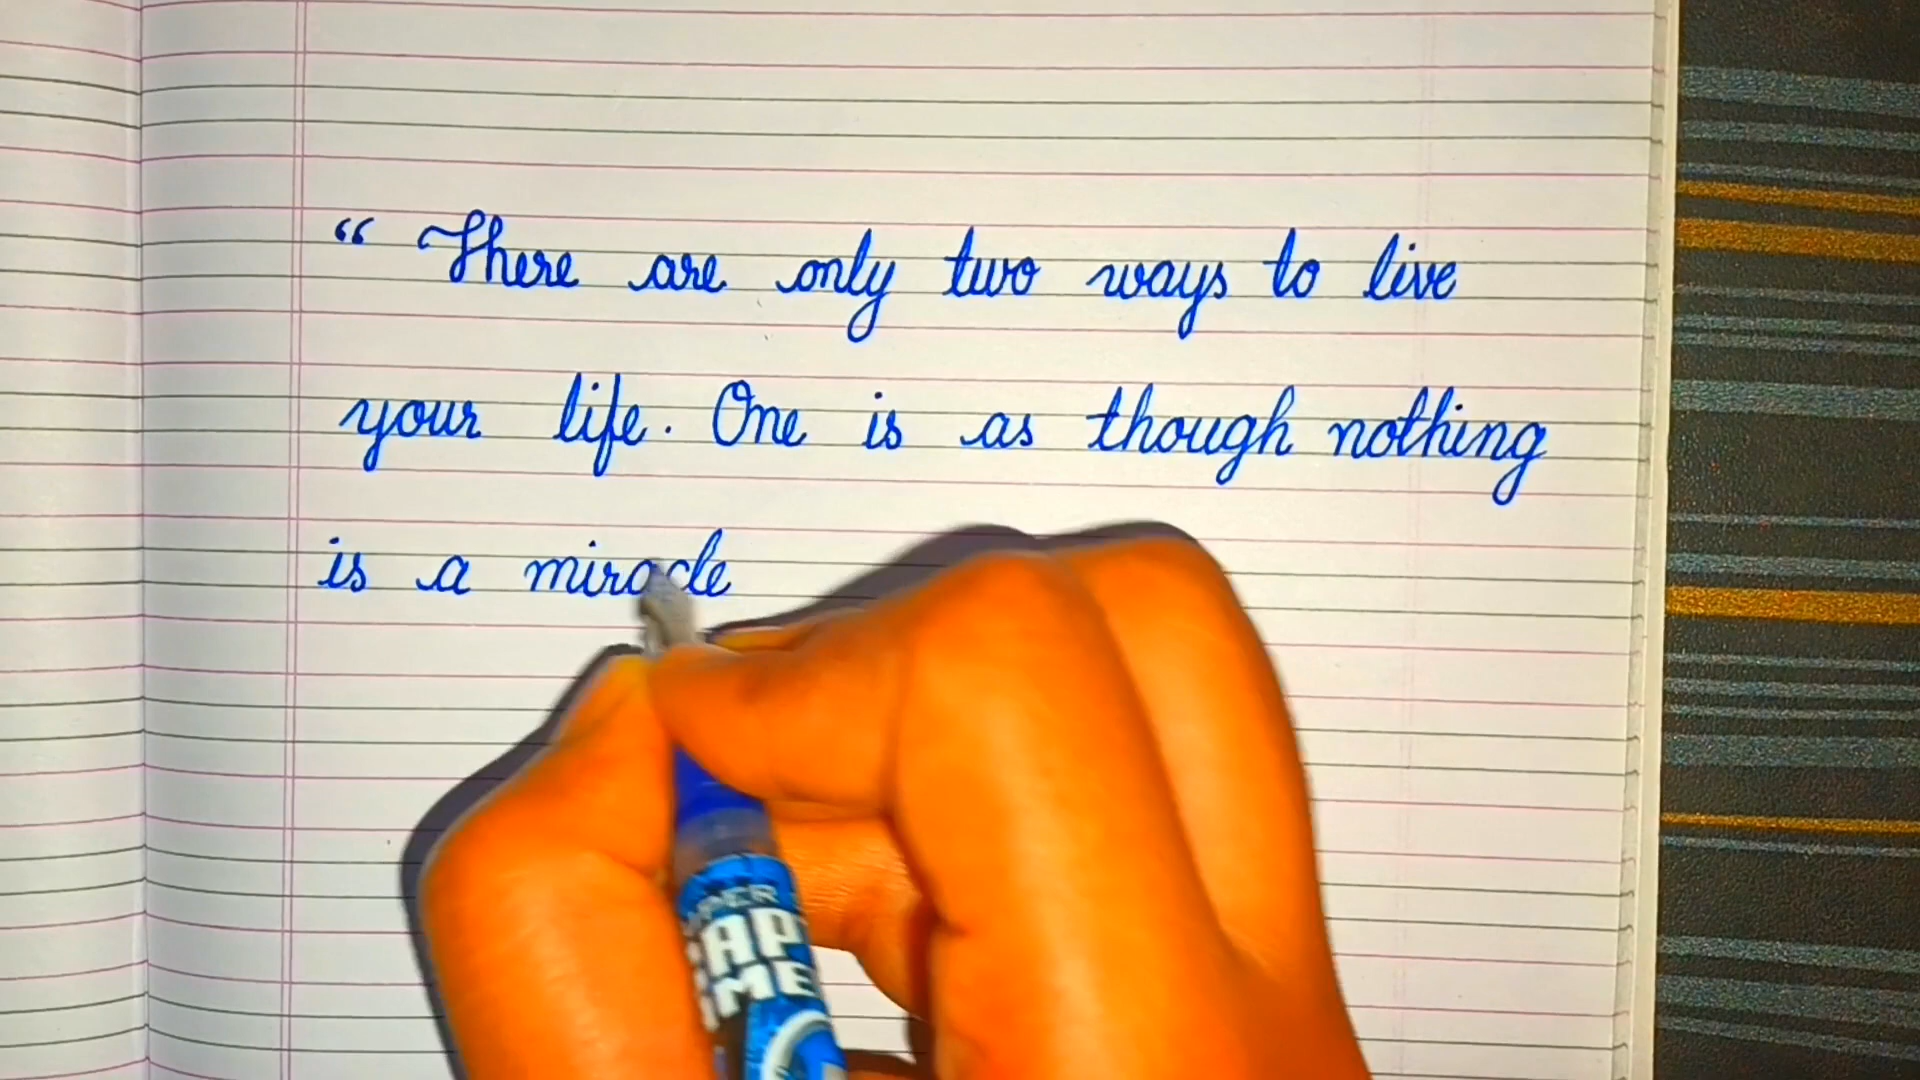 “ There are only two ways to live
your life. One is as though nothing
is a miracle